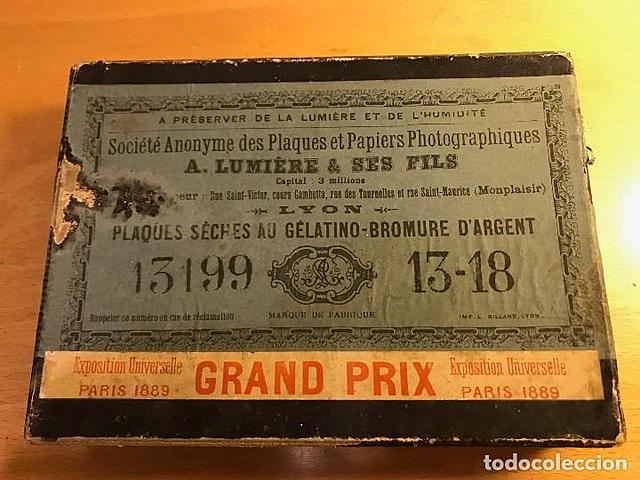 A PRÉSERVER DE LA LUMIÈRE ET DE L'HUMIDITÉ
Société Anonyme des Plaques et Papiers Photographiques
A. LUMIÈRE & SES FILS
Capital : 3 millions
Rue Saint-Victor, cours Gambetta, rue des Tournelles et rue Saint-Maurice (Monplaisir)
LYON
PLAQUES SÈCHES AU GÉLATINO-BROMURE D'ARGENT
13199 13-18
Rappeler ce numéro en cas de réclamation MARQUE DE FABRIQUE IMP. L. LYON
Exposition Universelle GRAND PRIX Exposition Universelle
PARIS 1889 PARIS 1889
todocoleccion